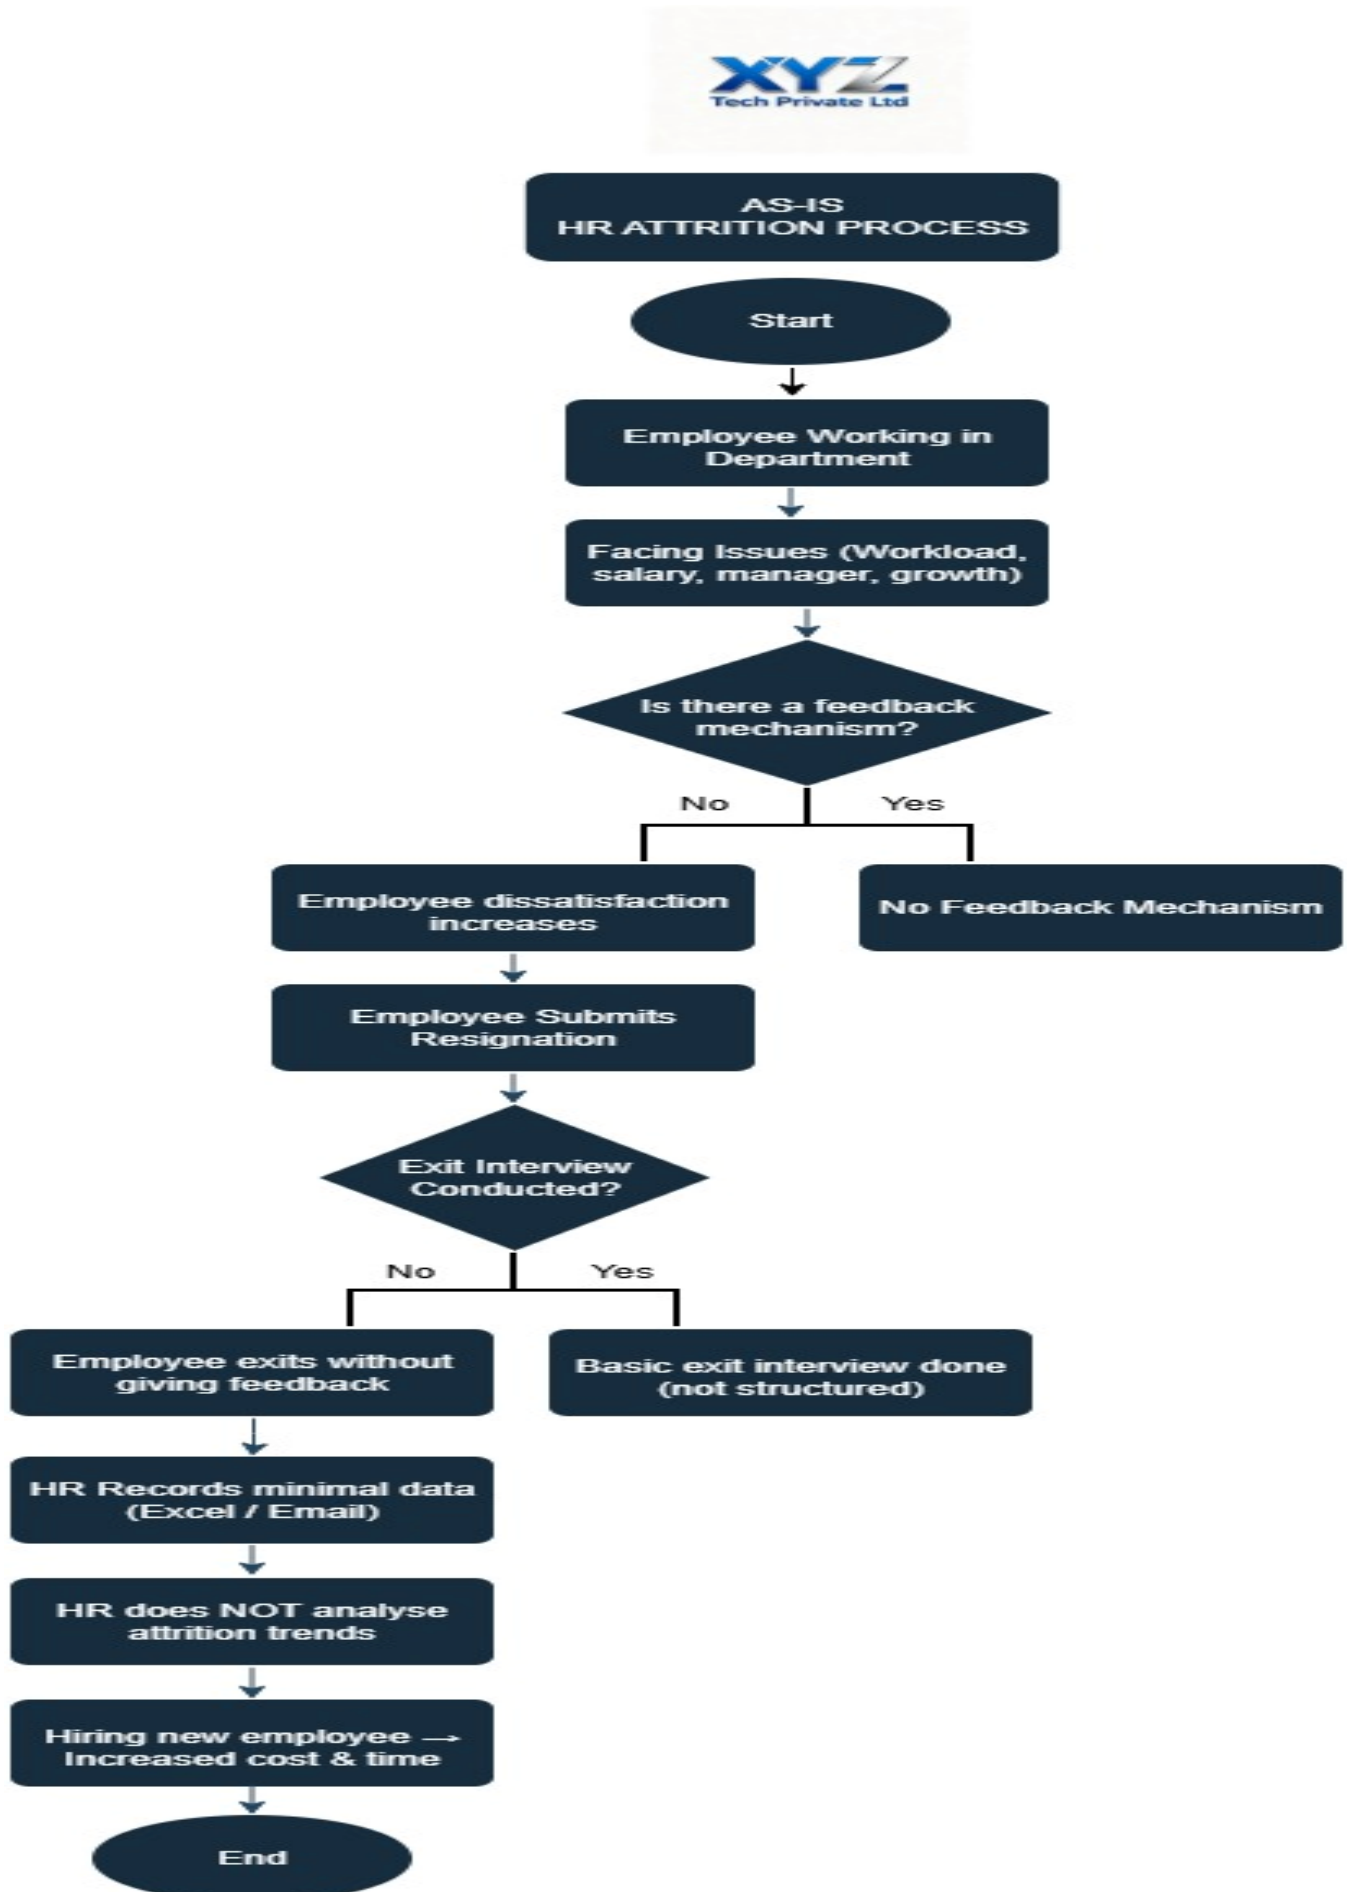 XYZ
Tech Private Ltd
AS-IS
HR ATTRITION PROCESS
Start
Employee Working in
Department
Facing Issues (Workload,
salary, manager, growth)
Is there a feedback
mechanism?
No
Yes
Employee dissatisfaction
increases
No Feedback Mechanism
Employee Submits
Resignation
Exit Interview
Conducted?
No
Yes
Employee exits without
giving feedback
Basic exit interview done
(not structured)
HR Records minimal data
(Excel / Email)
HR does NOT analyse
attrition trends
Hiring new employee →
Increased cost & time
End